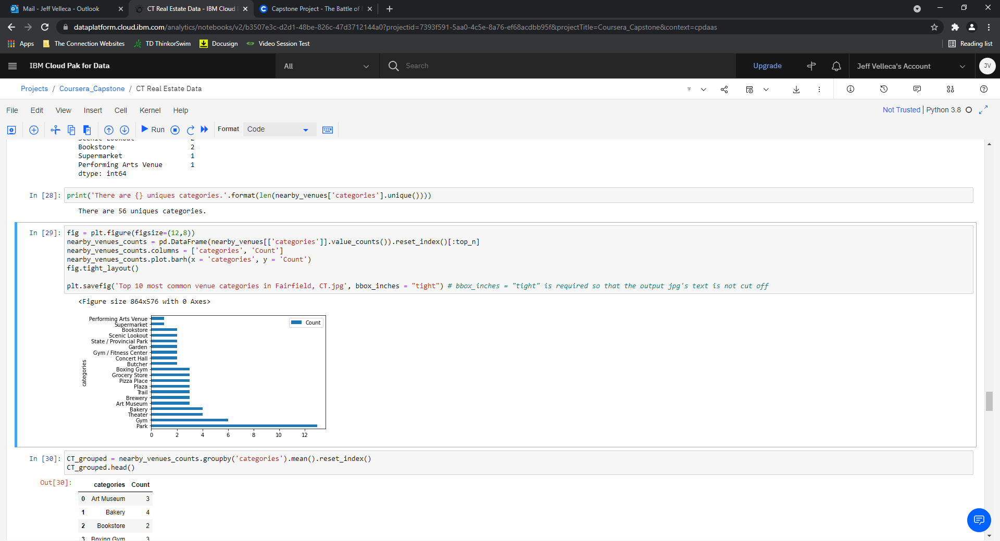 Mail - Jeff Velleca - Outlook
CT Real Estate Data - IBM Cloud
Capstone Project - The Battle of
dataplatform.cloud.ibm.com/analytics/notebooks/v2/b3507e3c-d2d1-48be-826c-47d3712144a0?projectid=7393f591-5aa0-4c5e-8a76-ef68acdbb95f&projectTitle=Coursera_Capstone&context=cpdaas
Apps The Connection Websites TD ThinkorSwim Docusign Video Session Test Reading list
IBM Cloud Pak for Data All Search Upgrade Jeff Velleca's Account JV
Projects / Coursera_Capstone / CT Real Estate Data
File Edit View Insert Cell Kernel Help Not Trusted | Python 3.8
Run Format Code
Scenic Lookout 2
Bookstore 2
Supermarket 1
Performing Arts Venue 1
dtype: int64
In [28]: print('There are {} uniques categories.'.format(len(nearby_venues['categories'].unique())))
There are 56 uniques categories.
In [29]: fig = plt.figure(figsize=(12,8))
nearby_venues_counts = pd.DataFrame(nearby_venues[['categories']].value_counts()).reset_index()[:top_n]
nearby_venues_counts.columns = ['categories', 'Count']
nearby_venues_counts.plot.barh(x = 'categories', y = 'Count')
fig.tight_layout()
plt.savefig('Top 10 most common venue categories in Fairfield, CT.jpg', bbox_inches = "tight") # bbox_inches = "tight" is required so that the output jpg's text is not cut off
<Figure size 864x576 with 0 Axes>
Count
categories
Performing Arts Venue
Supermarket
Bookstore
Scenic Lookout
State / Provincial Park
Garden
Gym / Fitness Center
Concert Hall
Butcher
Boxing Gym
Grocery Store
Pizza Place
Plaza
Trail
Brewery
Art Museum
Bakery
Theater
Gym
Park
0 2 4 6 8 10 12
In [30]: CT_grouped = nearby_venues_counts.groupby('categories').mean().reset_index()
CT_grouped.head()
Out[30]:
categories Count
0 Art Museum 3
1 Bakery 4
2 Bookstore 2
3 Boxing Gym 3